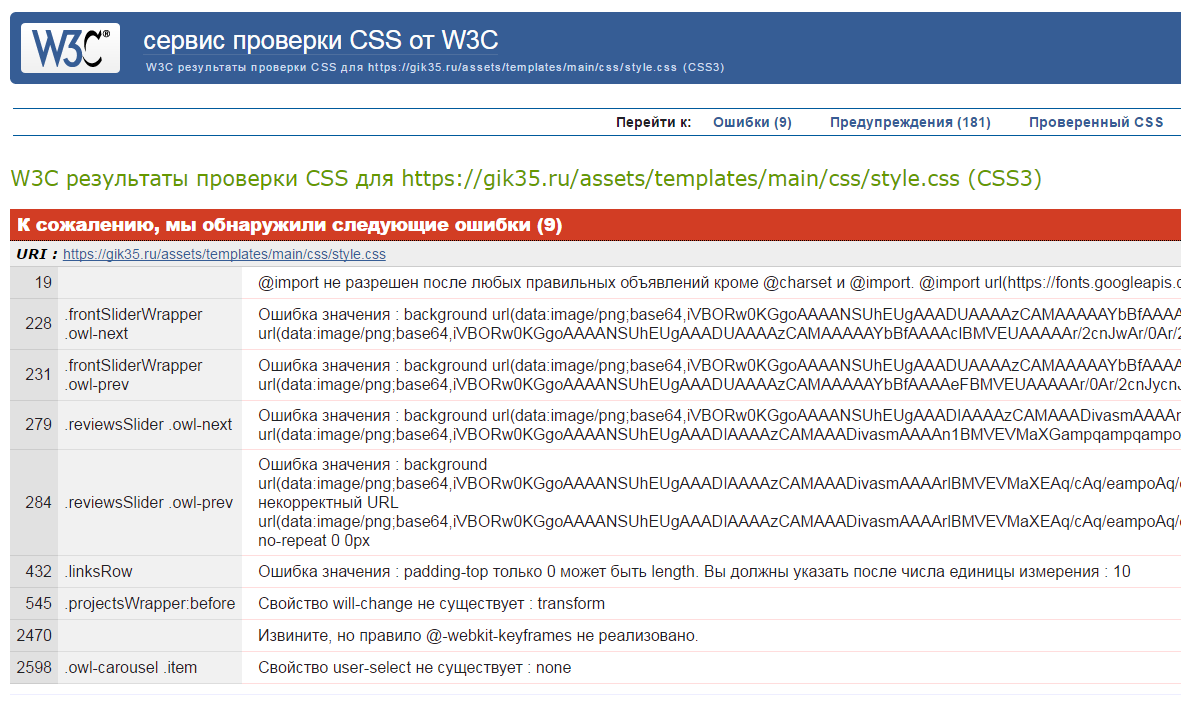 W3C®
сервис проверки CSS от W3C
W3C результаты проверки CSS для https://gik35.ru/assets/templates/main/css/style.css (CSS3)
Перейти к: Ошибки (9) Предупреждения (181) Проверенный CSS
W3C результаты проверки CSS для https://gik35.ru/assets/templates/main/css/style.css (CSS3)
К сожалению, мы обнаружили следующие ошибки (9)
URI : https://gik35.ru/assets/templates/main/css/style.css
19 @import не разрешен после любых правильных объявлений кроме @charset и @import. @import url(https://fonts.googleapis.c
228 .frontSliderWrapper .owl-next Ошибка значения : background url(data:image/png;base64,iVBORw0KGgoAAAANSUhEUgAAADUAAAAzCAMAAAAYbBfAAAA
url(data:image/png;base64,iVBORw0KGgoAAAANSUhEUgAAADUAAAAzCAMAAAAYbBfAAAAclBMVEUAAAAAr/2cnJwAr/0Ar/2
231 .frontSliderWrapper .owl-prev Ошибка значения : background url(data:image/png;base64,iVBORw0KGgoAAAANSUhEUgAAADUAAAAzCAMAAAAYbBfAAAA
url(data:image/png;base64,iVBORw0KGgoAAAANSUhEUgAAADUAAAAzCAMAAAAYbBfAAAAeFBMVEUAAAAAr/0Ar/2cnJycnJ
279 .reviewsSlider .owl-next Ошибка значения : background url(data:image/png;base64,iVBORw0KGgoAAAANSUhEUgAAADIAAAAzCAMAAADivasmAAAAn
url(data:image/png;base64,iVBORw0KGgoAAAANSUhEUgAAADIAAAAzCAMAAADivasmAAAAn1BMVEVMaXGampqampqampo
284 .reviewsSlider .owl-prev Ошибка значения : background
url(data:image/png;base64,iVBORw0KGgoAAAANSUhEUgAAADIAAAAzCAMAAADivasmAAAArlBMVEVMaXEAq/cAq/eampoAq/
некорректный URL
url(data:image/png;base64,iVBORw0KGgoAAAANSUhEUgAAADIAAAAzCAMAAADivasmAAAArlBMVEVMaXEAq/cAq/eampoAq/
no-repeat 0 0px
432 .linksRow Ошибка значения : padding-top только 0 может быть length. Вы должны указать после числа единицы измерения : 10
545 .projectsWrapper:before Свойство will-change не существует : transform
2470 Извините, но правило @-webkit-keyframes не реализовано.
2598 .owl-carousel .item Свойство user-select не существует : none